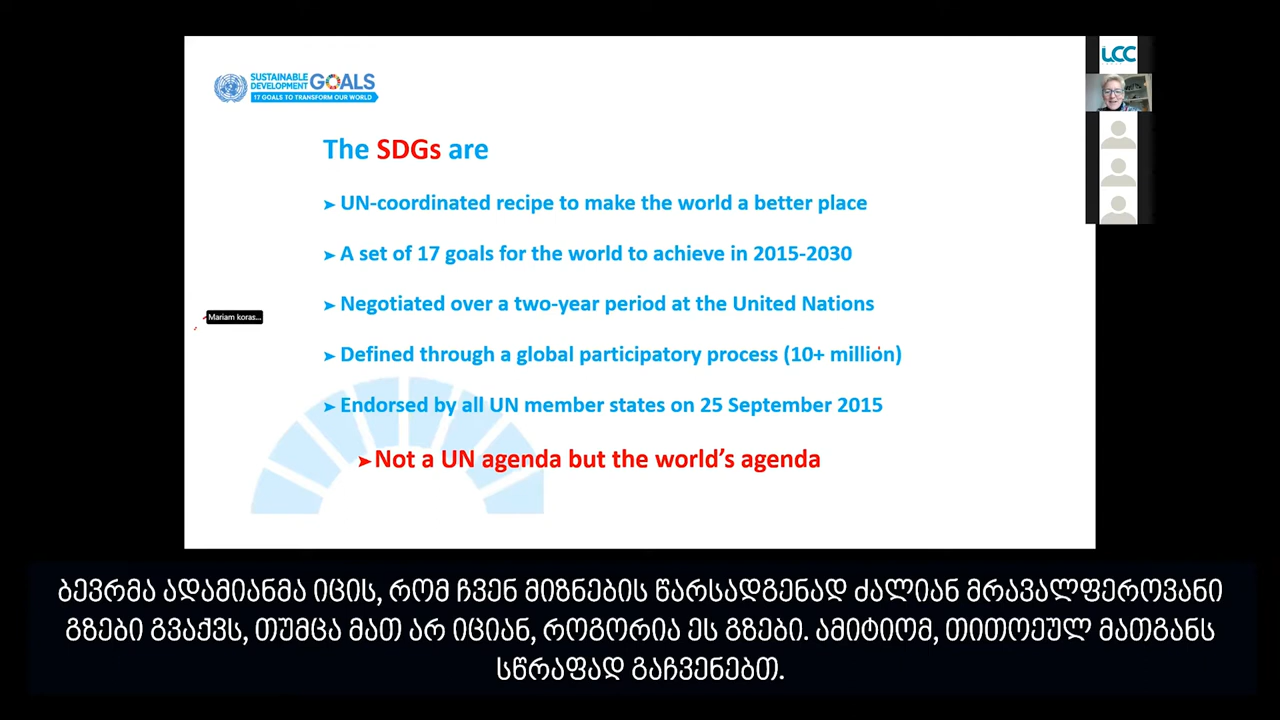 SUSTAINABLE
DEVELOPMENT GOALS
17 GOALS TO TRANSFORM OUR WORLD
LCC
The SDGs are
➤ UN-coordinated recipe to make the world a better place
➤ A set of 17 goals for the world to achieve in 2015-2030
➤ Negotiated over a two-year period at the United Nations
Mariam koras...
➤ Defined through a global participatory process (10+ million)
➤ Endorsed by all UN member states on 25 September 2015
➤ Not a UN agenda but the world’s agenda
ბევრმა ადამიანმა იცის, რომ ჩვენ მიზნების წარსადგენად ძალიან მრავალფეროვანი
გზები გვაქვს, თუმცა მათ არ იციან, როგორია ეს გზები. ამიტიომ, თითოეულ მათგანს
სწრაფად გაჩვენებთ.